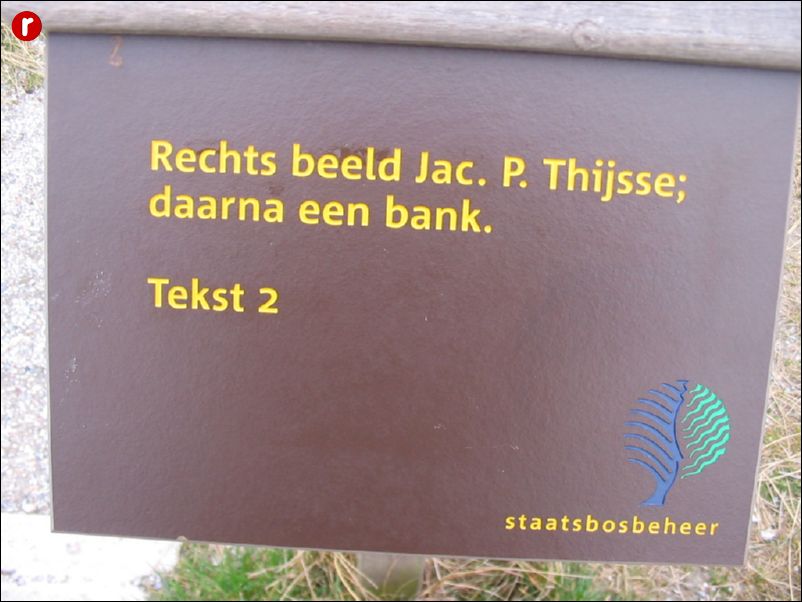 r
Rechts beeld Jac. P. Thijsse;
daarna een bank.
Tekst 2
staatsbosbeheer